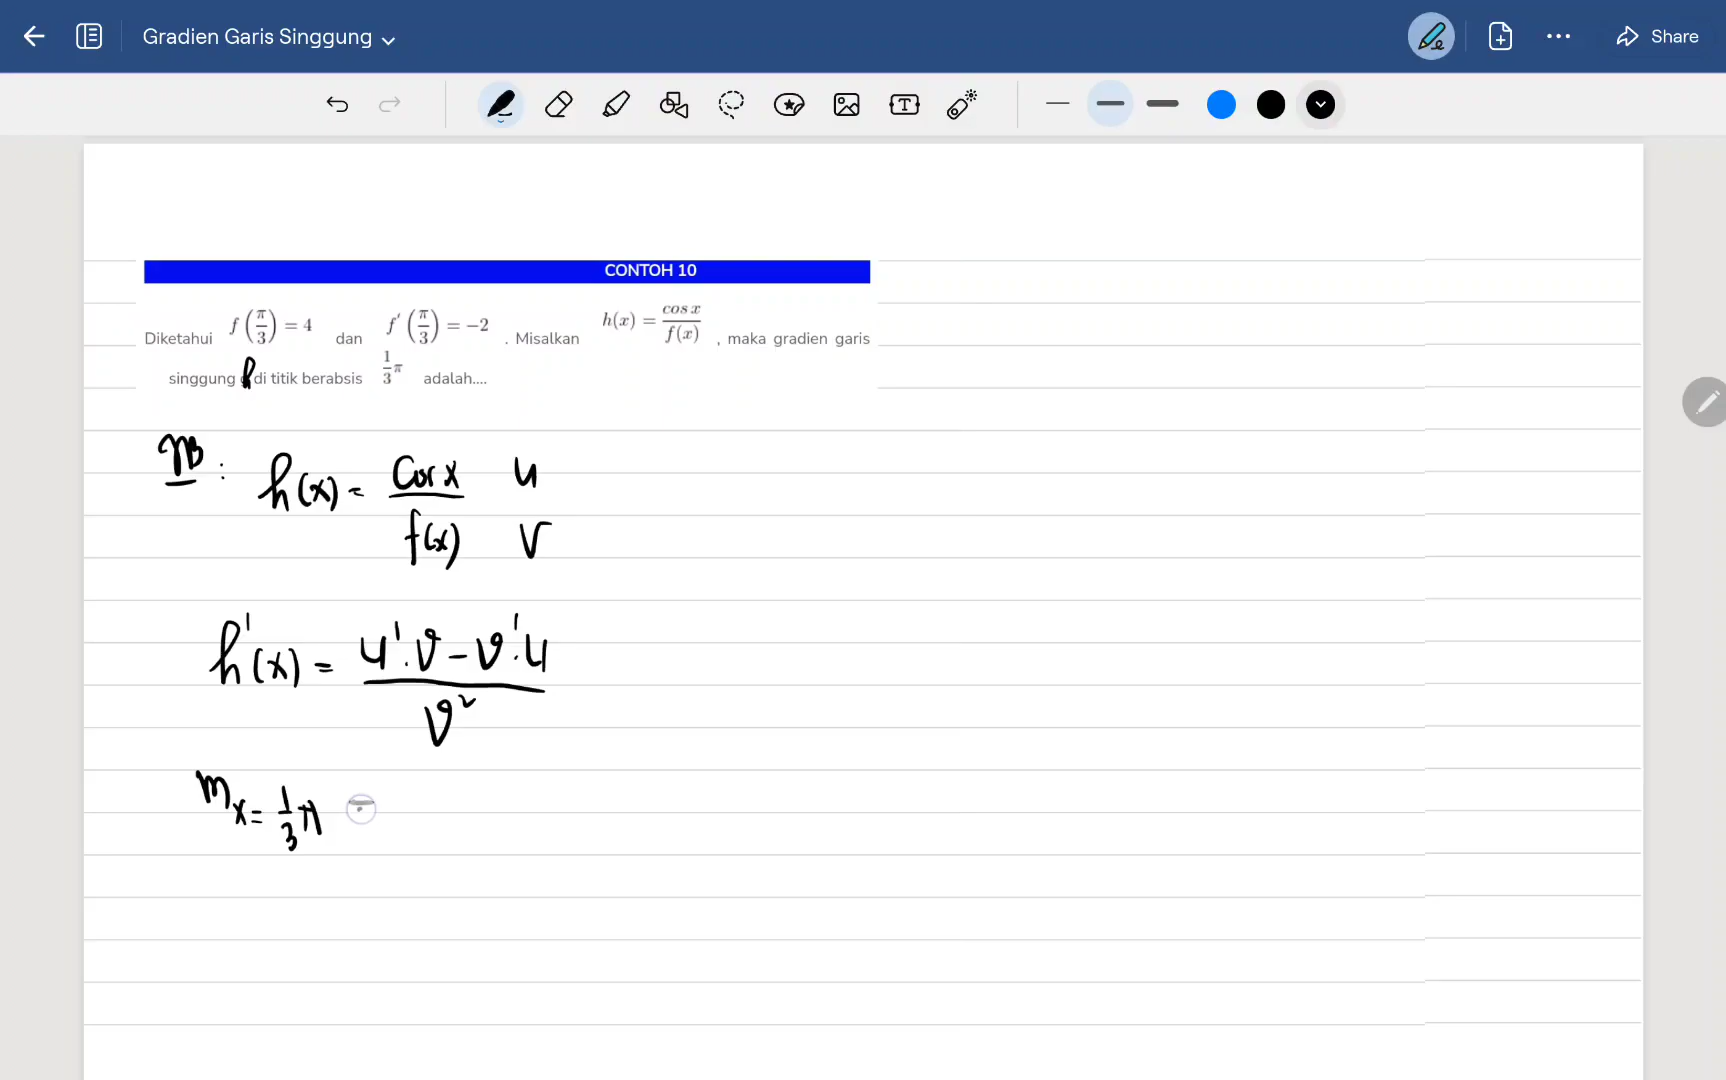 Gradien Garis Singgung
Share
CONTOH 10
Diketahui f(π/3) = 4 dan f'(π/3) = -2 . Misalkan h(x) = cos x / f(x) , maka gradien garis
singgung h di titik berabsis 1/3 π adalah....
JB : h(x) = Cos x / f(x) u v
h'(x) = u'.v - v'.u / v²
m x = 1/3 π